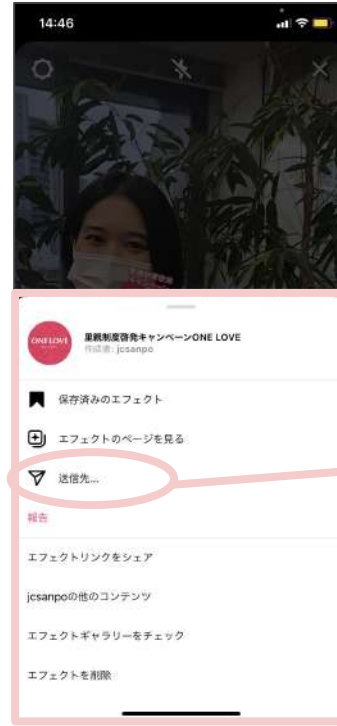 14:46
ONE LOVE
里親制度啓発キャンペーンONE LOVE
作成者: jcsanpo
保存済みのエフェクト
エフェクトのページを見る
送信先...
報告
エフェクトリンクをシェア
jcsanpoの他のコンテンツ
エフェクトギャラリーをチェック
エフェクトを削除